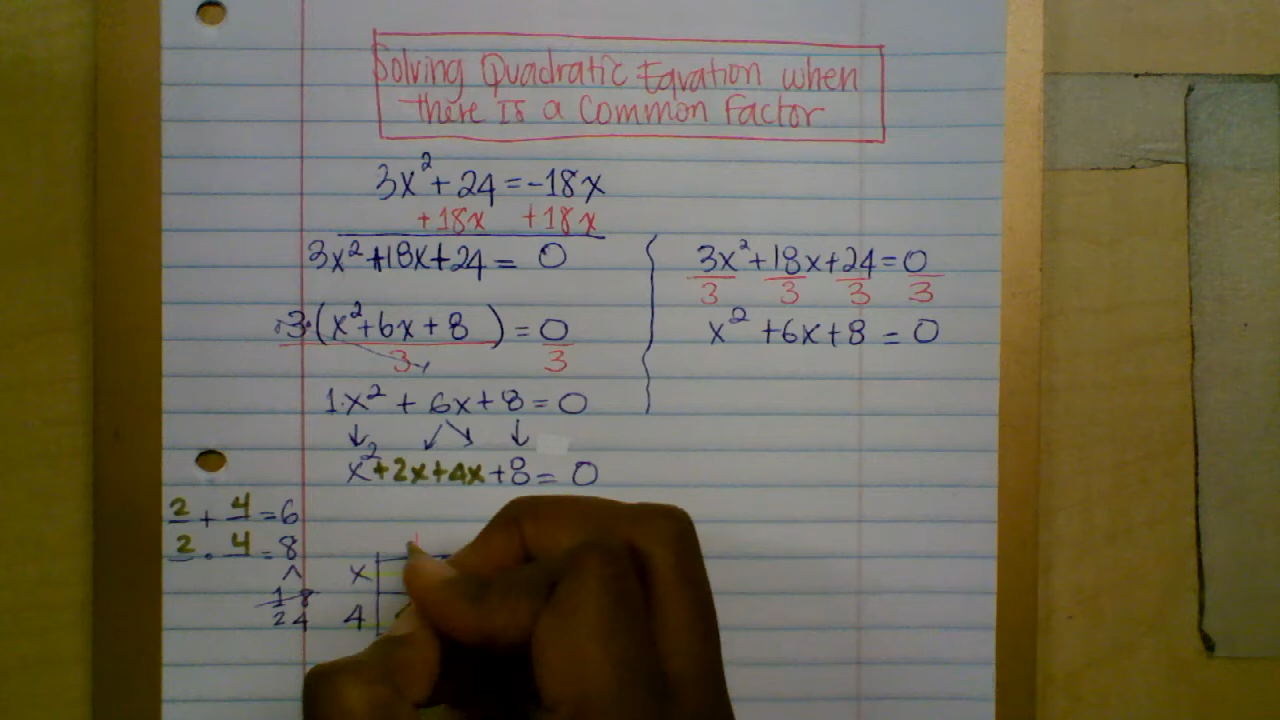 Solving Quadratic Equation when
there Is a Common Factor
3x²+24=-18x
+18x +18x
3x²+18x+24= 0
3(x²+6x+8)=0
3 3
1·x² + 6x+8=0
x²+2x+4x+8=0
3x²+18x+24=0
3 3 3 3
x² +6x+8=0
2 + 4 =6
2 . 4 =8
1 8
2 4
x
4